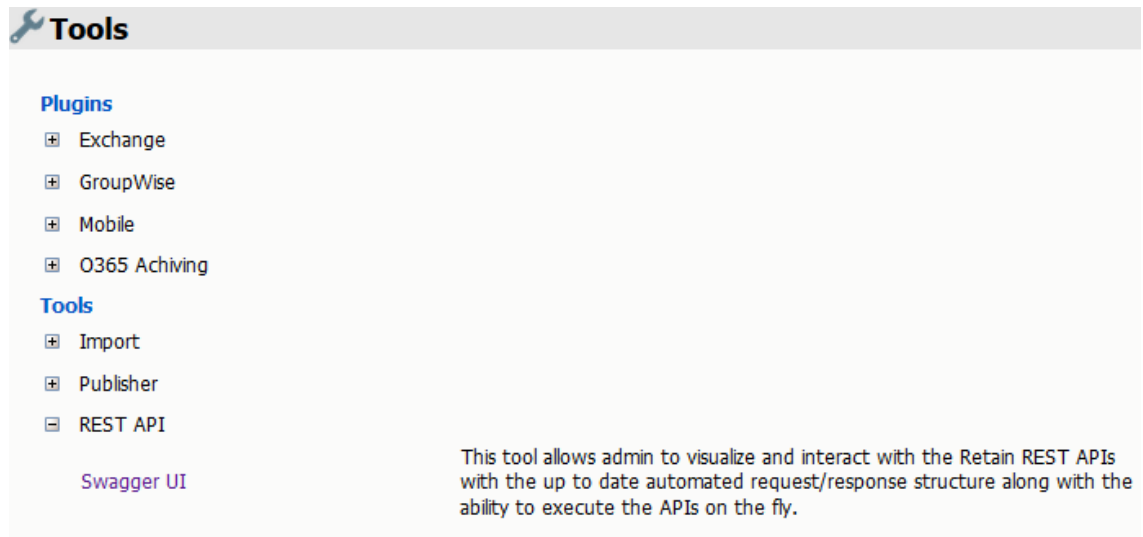 Tools
Plugins
Exchange
GroupWise
Mobile
O365 Achiving
Tools
Import
Publisher
REST API
Swagger UI
This tool allows admin to visualize and interact with the Retain REST APIs
with the up to date automated request/response structure along with the
ability to execute the APIs on the fly.